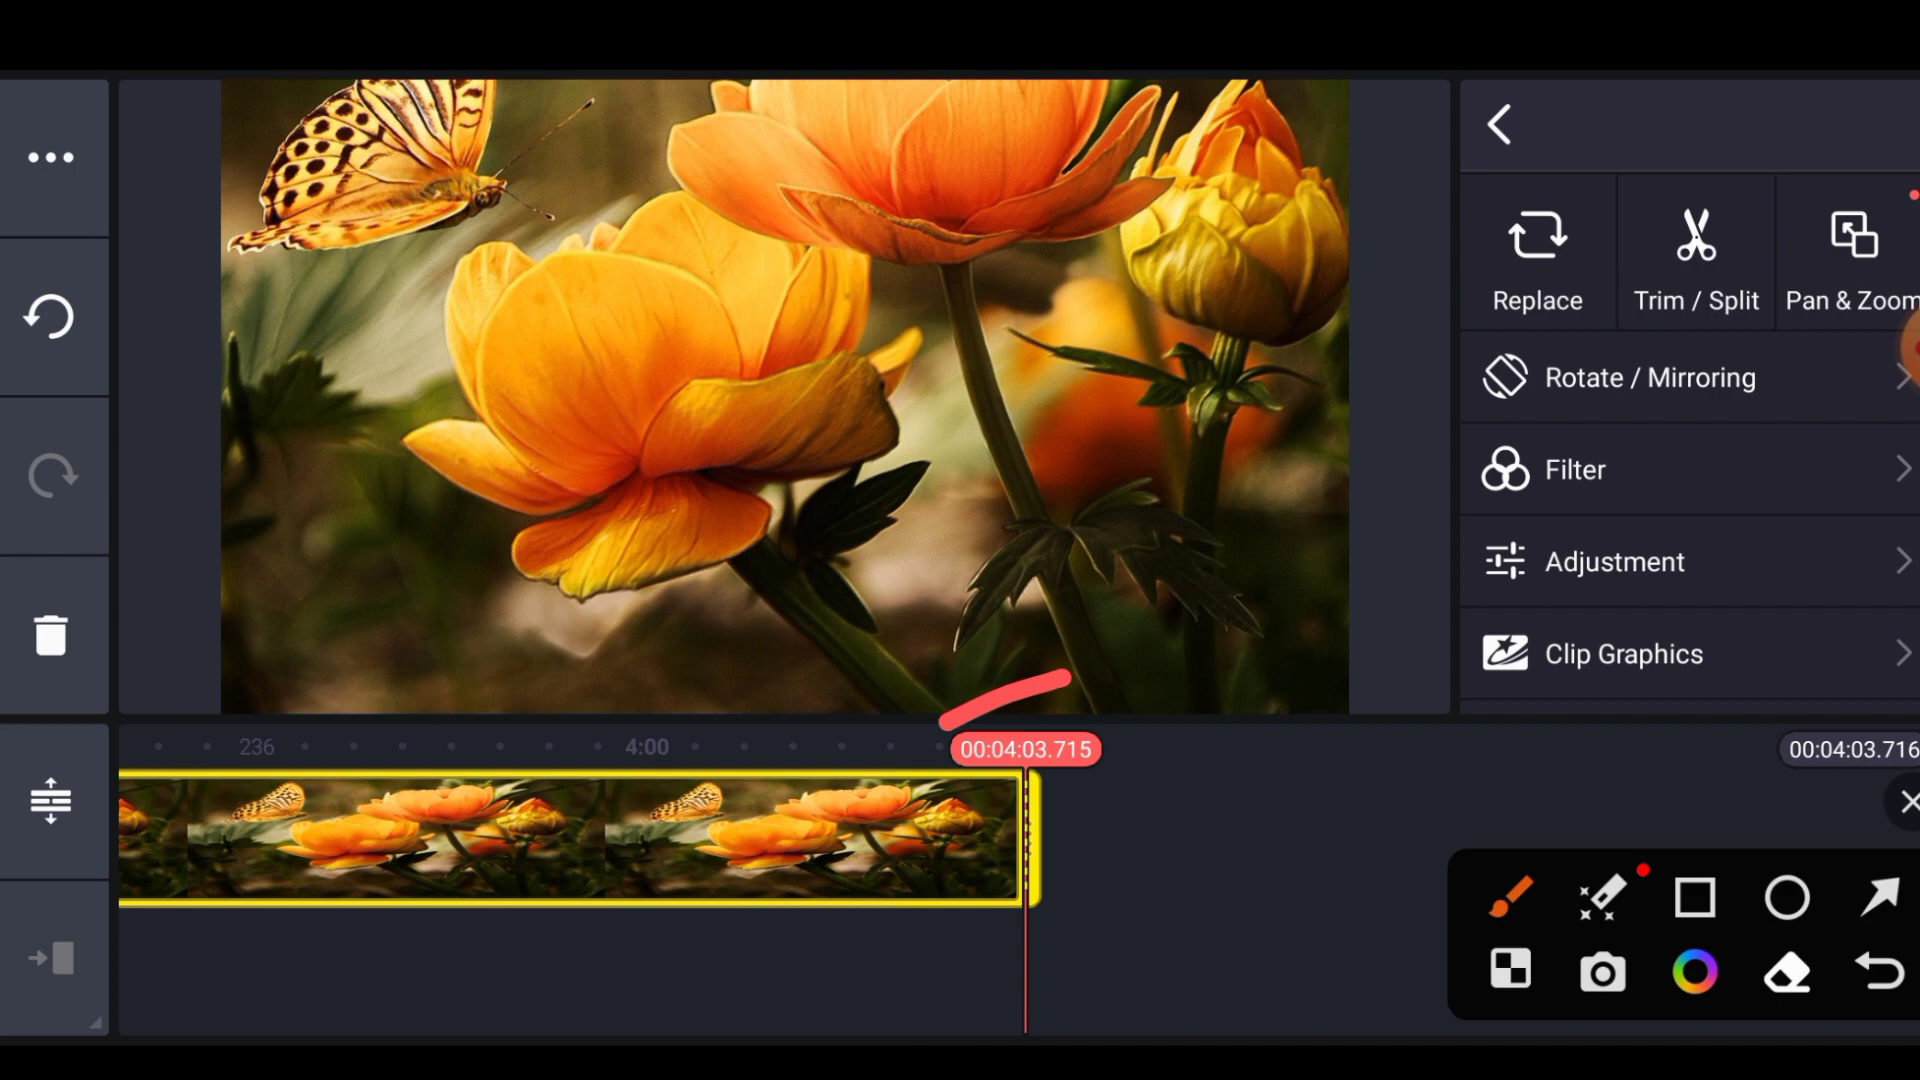 Replace
Trim / Split
Pan & Zoom
Rotate / Mirroring
Filter
Adjustment
Clip Graphics
236
4:00
00:04:03.715
00:04:03.716